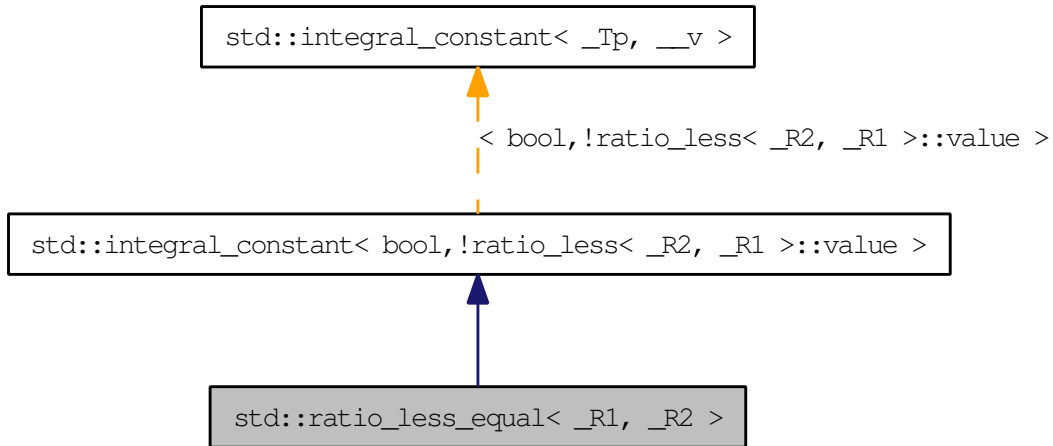 std::integral_constant< _Tp, __v >
< bool,!ratio_less< _R2, _R1 >::value >
std::integral_constant< bool,!ratio_less< _R2, _R1 >::value >
std::ratio_less_equal< _R1, _R2 >